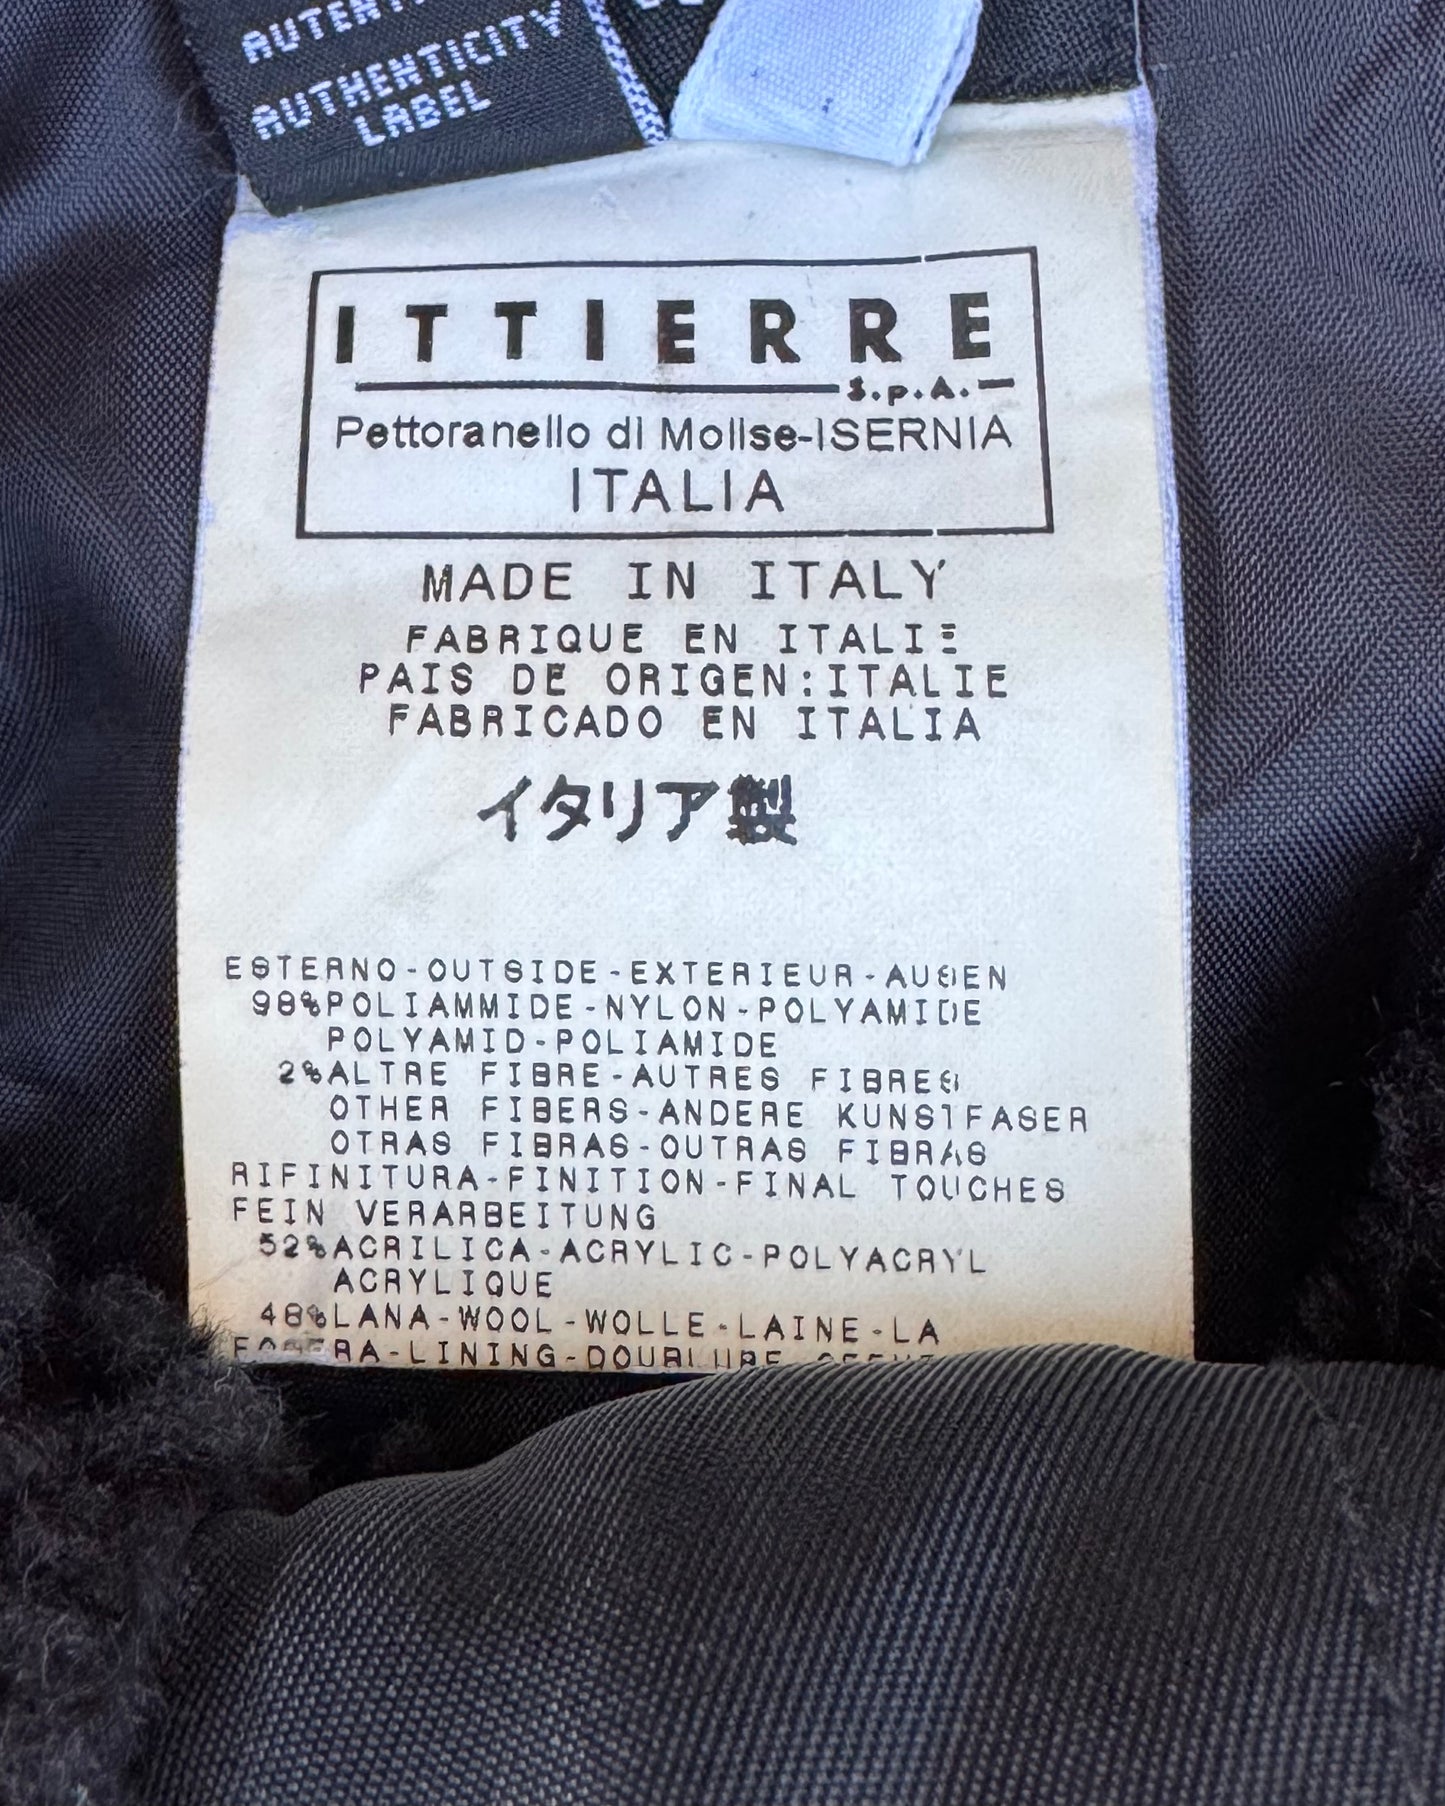 AUTHENTICITY
LABEL
ITTIERRE
S.p.A.
Pettoranello di Molise-ISERNIA
ITALIA
MADE IN ITALY
FABRIQUE EN ITALIE
PAIS DE ORIGEN:ITALIE
FABRICADO EN ITALIA
イタリア製
ESTERNO-OUTSIDE-EXTERIEUR-AUSEN
98%POLIAMMIDE-NYLON-POLYAMIDE
POLYAMID-POLIAMIDE
2%ALTRE FIBRE-AUTRES FIBRES
OTHER FIBERS-ANDERE KUNSTFASER
OTRAS FIBRAS-OUTRAS FIBRAS
RIFINITURA-FINITION-FINAL TOUCHES
FEIN VERARBEITUNG
52%ACRILICA-ACRYLIC-POLYACRYL
ACRYLIQUE
48%LANA-WOOL-WOLLE-LAINE-LA
FODERA-LINING-DOUBLURE